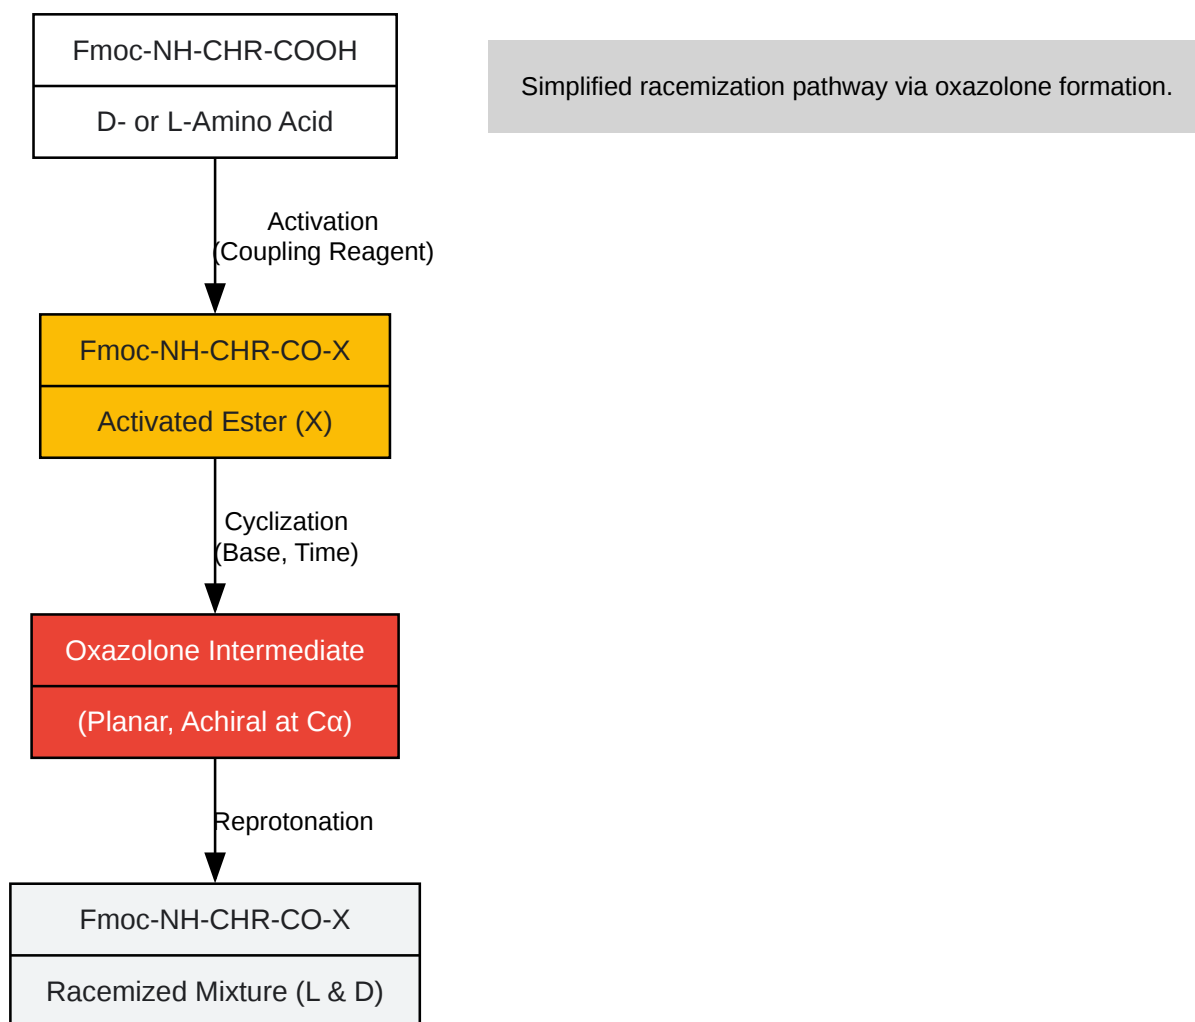 Fmoc-NH-CHR-COOH
D- or L-Amino Acid
Simplified racemization pathway via oxazolone formation.
Activation
(Coupling Reagent)
Fmoc-NH-CHR-CO-X
Activated Ester (X)
Cyclization
(Base, Time)
Oxazolone Intermediate
(Planar, Achiral at Cα)
Reprotonation
Fmoc-NH-CHR-CO-X
Racemized Mixture (L & D)